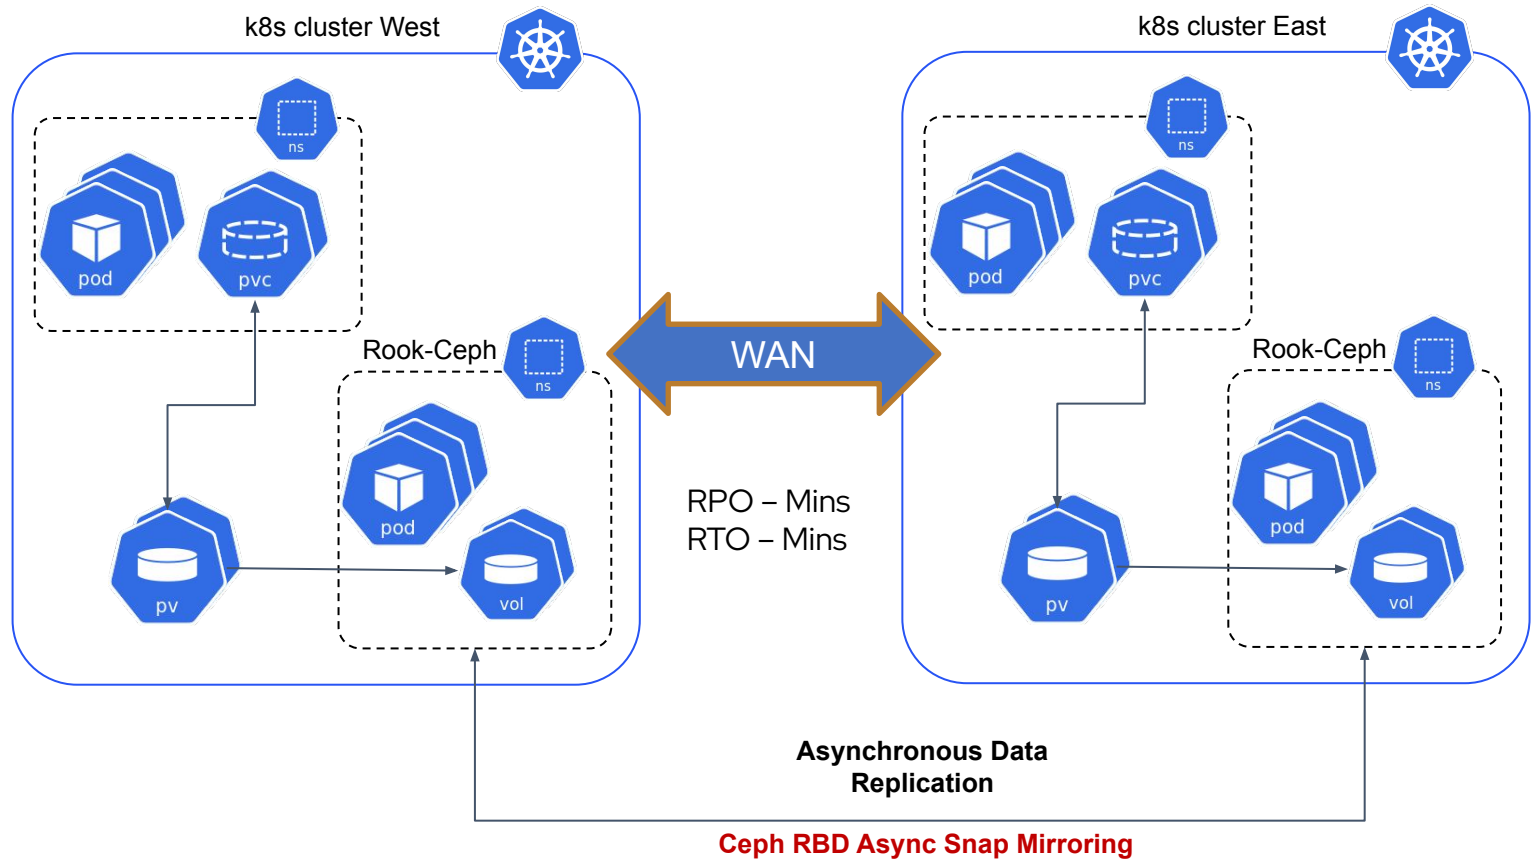 k8s cluster West
k8s cluster East
ns
ns
pod
pvc
pod
pvc
Rook-Ceph
ns
WAN
Rook-Ceph
ns
RPO – Mins
RTO – Mins
pod
pod
pv
vol
pv
vol
Asynchronous Data
Replication
Ceph RBD Async Snap Mirroring